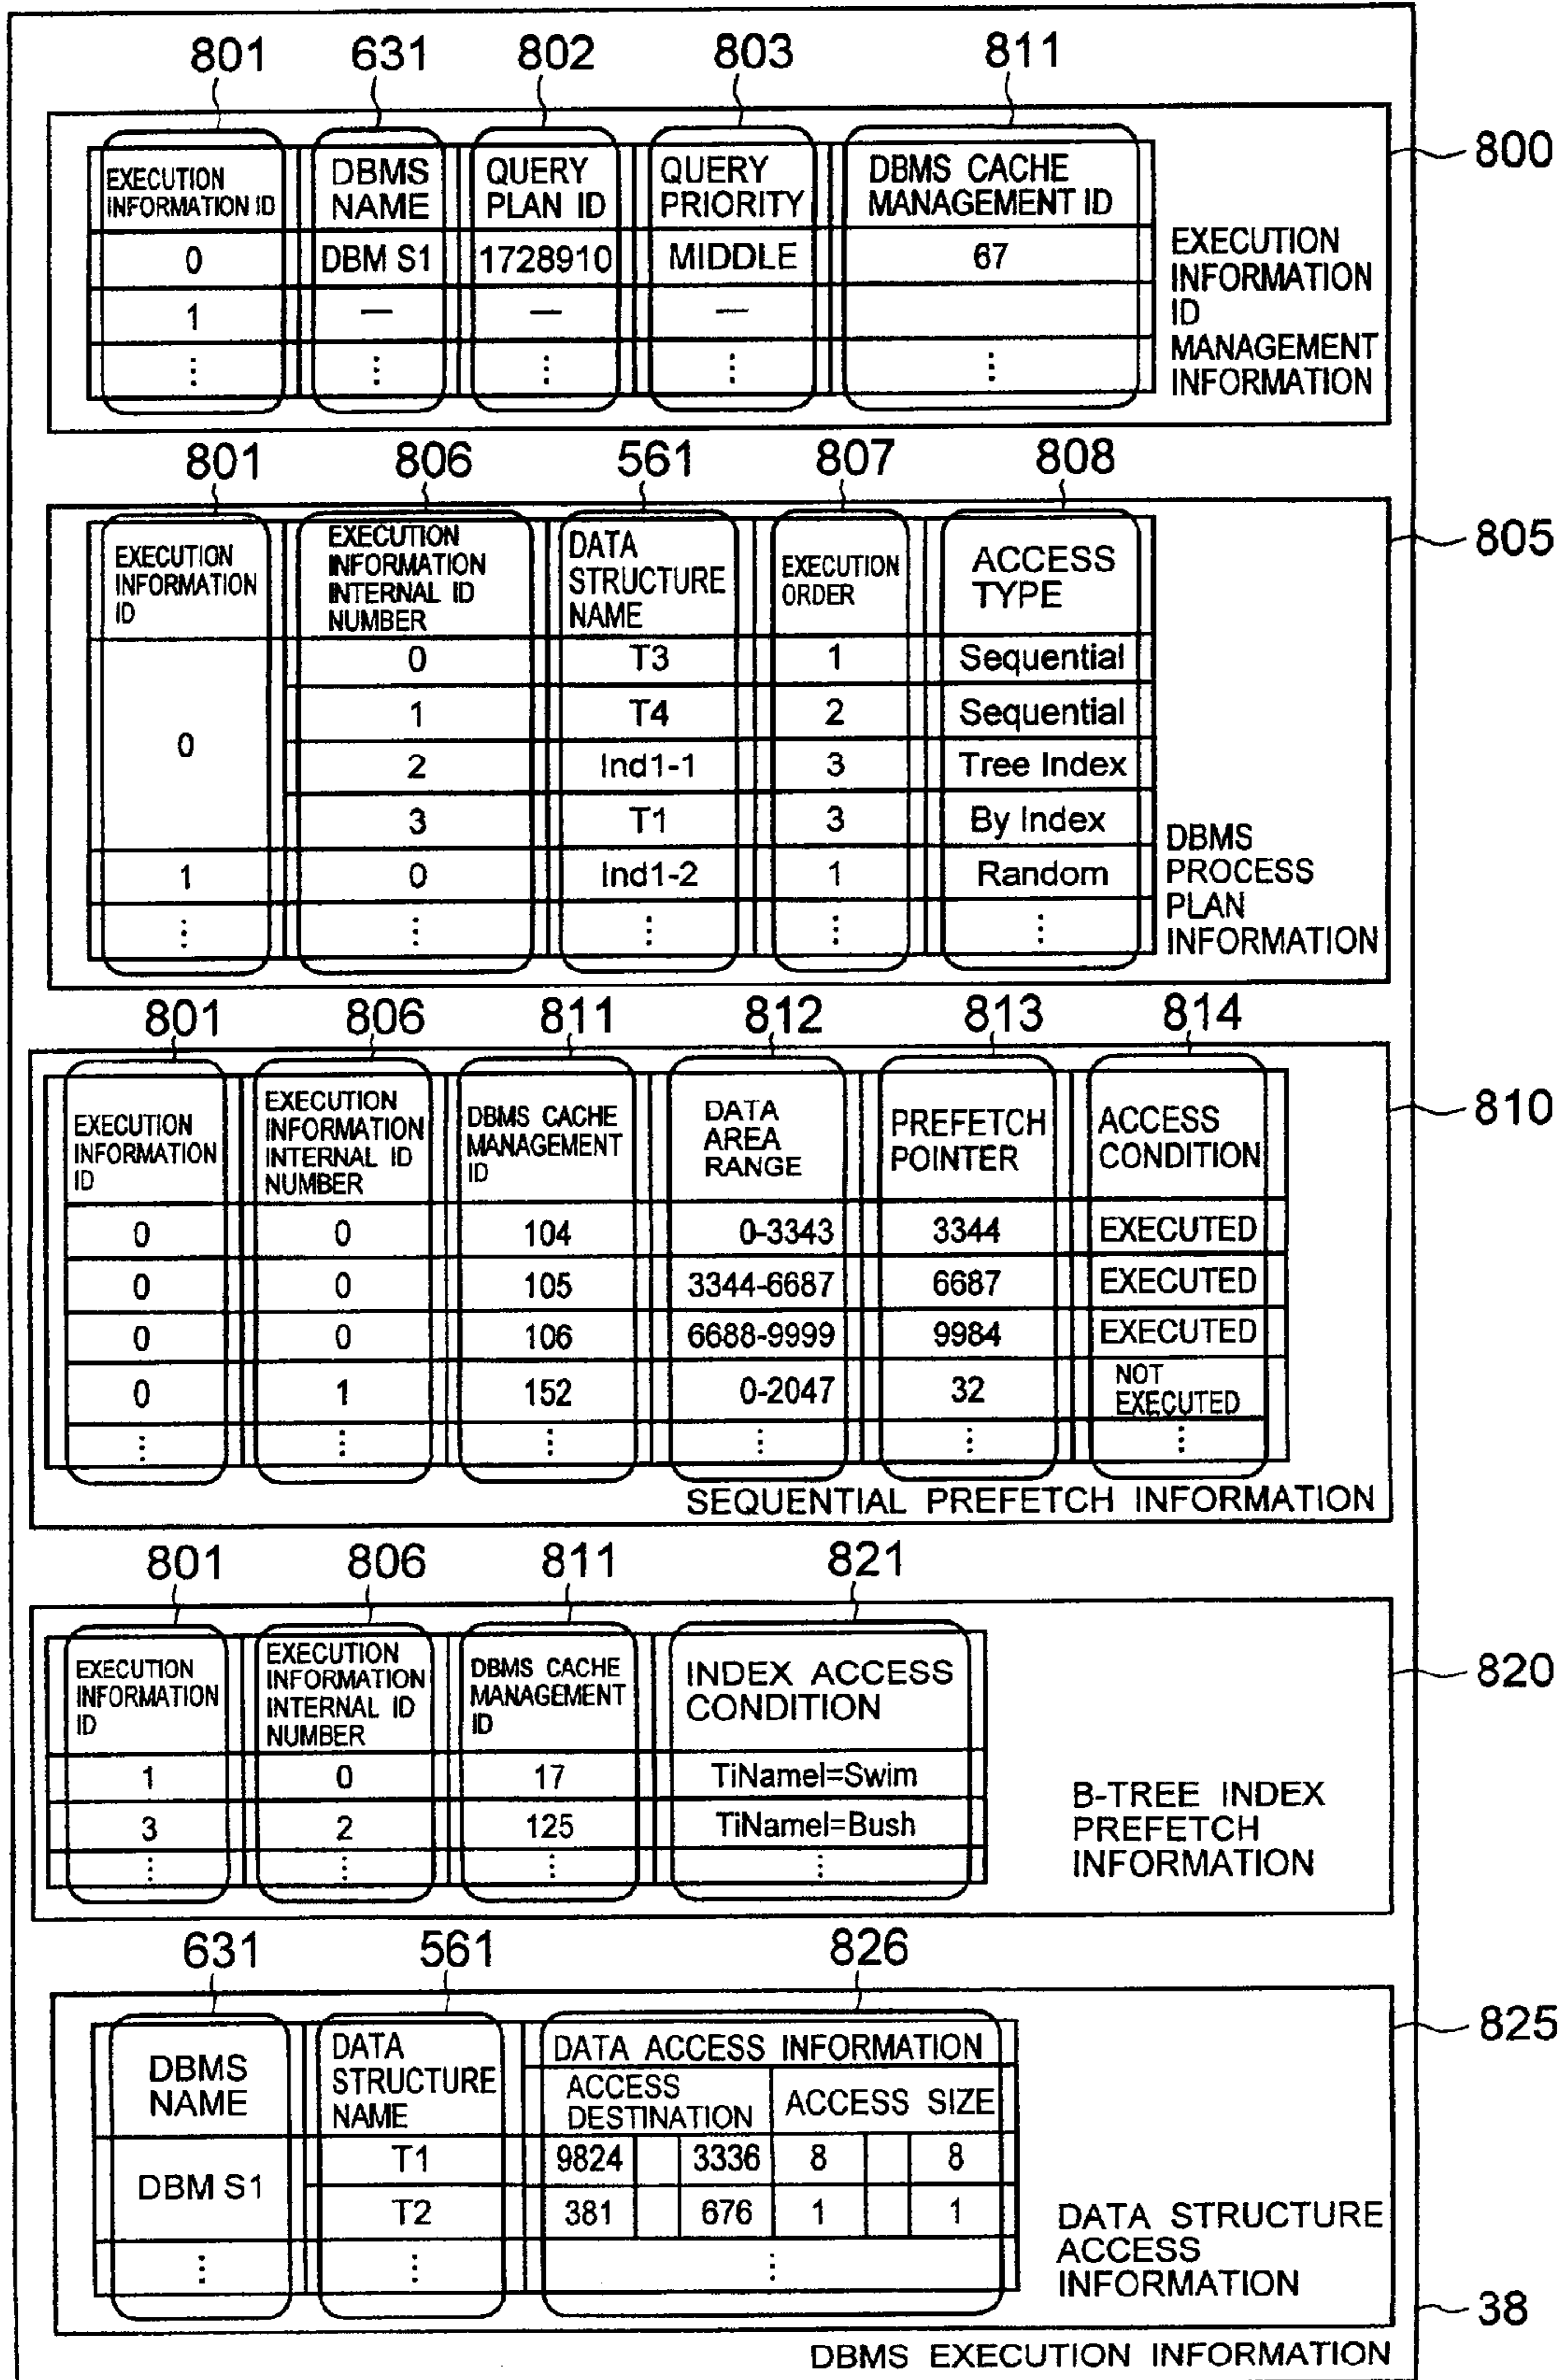 801 631 802 803 811
800
EXECUTION INFORMATION ID DBMS NAME QUERY PLAN ID QUERY PRIORITY DBMS CACHE MANAGEMENT ID
0 DBM S1 1728910 MIDDLE 67
1 — — —
⋮ ⋮ ⋮ ⋮ ⋮
EXECUTION
INFORMATION
ID
MANAGEMENT
INFORMATION
801 806 561 807 808
805
EXECUTION INFORMATION ID EXECUTION INFORMATION INTERNAL ID NUMBER DATA STRUCTURE NAME EXECUTION ORDER ACCESS TYPE
0 0 T3 1 Sequential
1 T4 2 Sequential
2 Ind1-1 3 Tree Index
3 T1 3 By Index
1 0 Ind1-2 1 Random
⋮ ⋮ ⋮ ⋮ ⋮
DBMS
PROCESS
PLAN
INFORMATION
801 806 811 812 813 814
810
EXECUTION INFORMATION ID EXECUTION INFORMATION INTERNAL ID NUMBER DBMS CACHE MANAGEMENT ID DATA AREA RANGE PREFETCH POINTER ACCESS CONDITION
0 0 104 0-3343 3344 EXECUTED
0 0 105 3344-6687 6687 EXECUTED
0 0 106 6688-9999 9984 EXECUTED
0 1 152 0-2047 32 NOT EXECUTED
⋮ ⋮ ⋮ ⋮ ⋮ ⋮
SEQUENTIAL PREFETCH INFORMATION
801 806 811 821
820
EXECUTION INFORMATION ID EXECUTION INFORMATION INTERNAL ID NUMBER DBMS CACHE MANAGEMENT ID INDEX ACCESS CONDITION
1 0 17 TiNamel=Swim
3 2 125 TiNamel=Bush
⋮ ⋮ ⋮ ⋮
B-TREE INDEX
PREFETCH
INFORMATION
631 561 826
825
DBMS NAME DATA STRUCTURE NAME DATA ACCESS INFORMATION
ACCESS DESTINATION ACCESS SIZE
DBM S1 T1 9824 3336 8 8
T2 381 676 1 1
⋮ ⋮ ⋮
DATA STRUCTURE
ACCESS
INFORMATION
38
DBMS EXECUTION INFORMATION